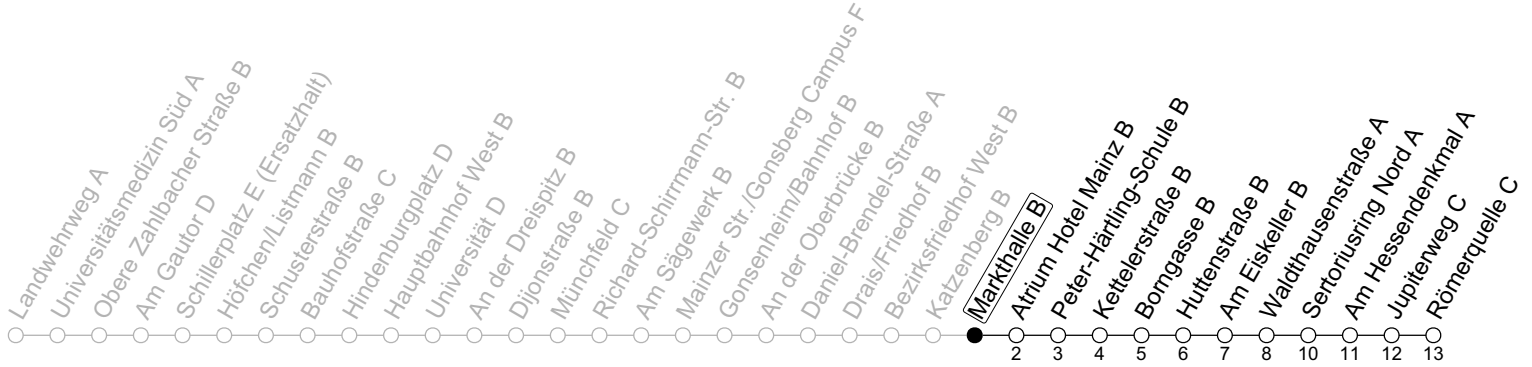 Landwehrweg A
Universitätsmedizin Süd A
Obere Zahlbacher Straße B
Am Gautor D
Schillerplatz E (Ersatzhalt)
Höfchen/Listmann B
Schusterstraße B
Bauhofstraße C
Hindenburgplatz D
Hauptbahnhof West B
Universität D
An der Dreispitz B
Dijonstraße B
Münchfeld C
Richard-Schirrmann-Str. B
Am Sägewerk B
Mainzer Str./Gonsberg Campus F
Gonsenheim/Bahnhof B
An der Oberbrücke B
Daniel-Brendel-Straße A
Drais/Friedhof B
Bezirksfriedhof West B
Katzenberg B
Markthalle B
Atrium Hotel Mainz B
Peter-Härtling-Schule B
Kettelerstraße B
Borngasse B
Huttenstraße B
Am Eiskeller B
Waldthausenstraße A
Sertoriusring Nord A
Am Hessendenkmal A
Jupiterweg C
Römerquelle C
2 3 4 5 6 7 8 10 11 12 13